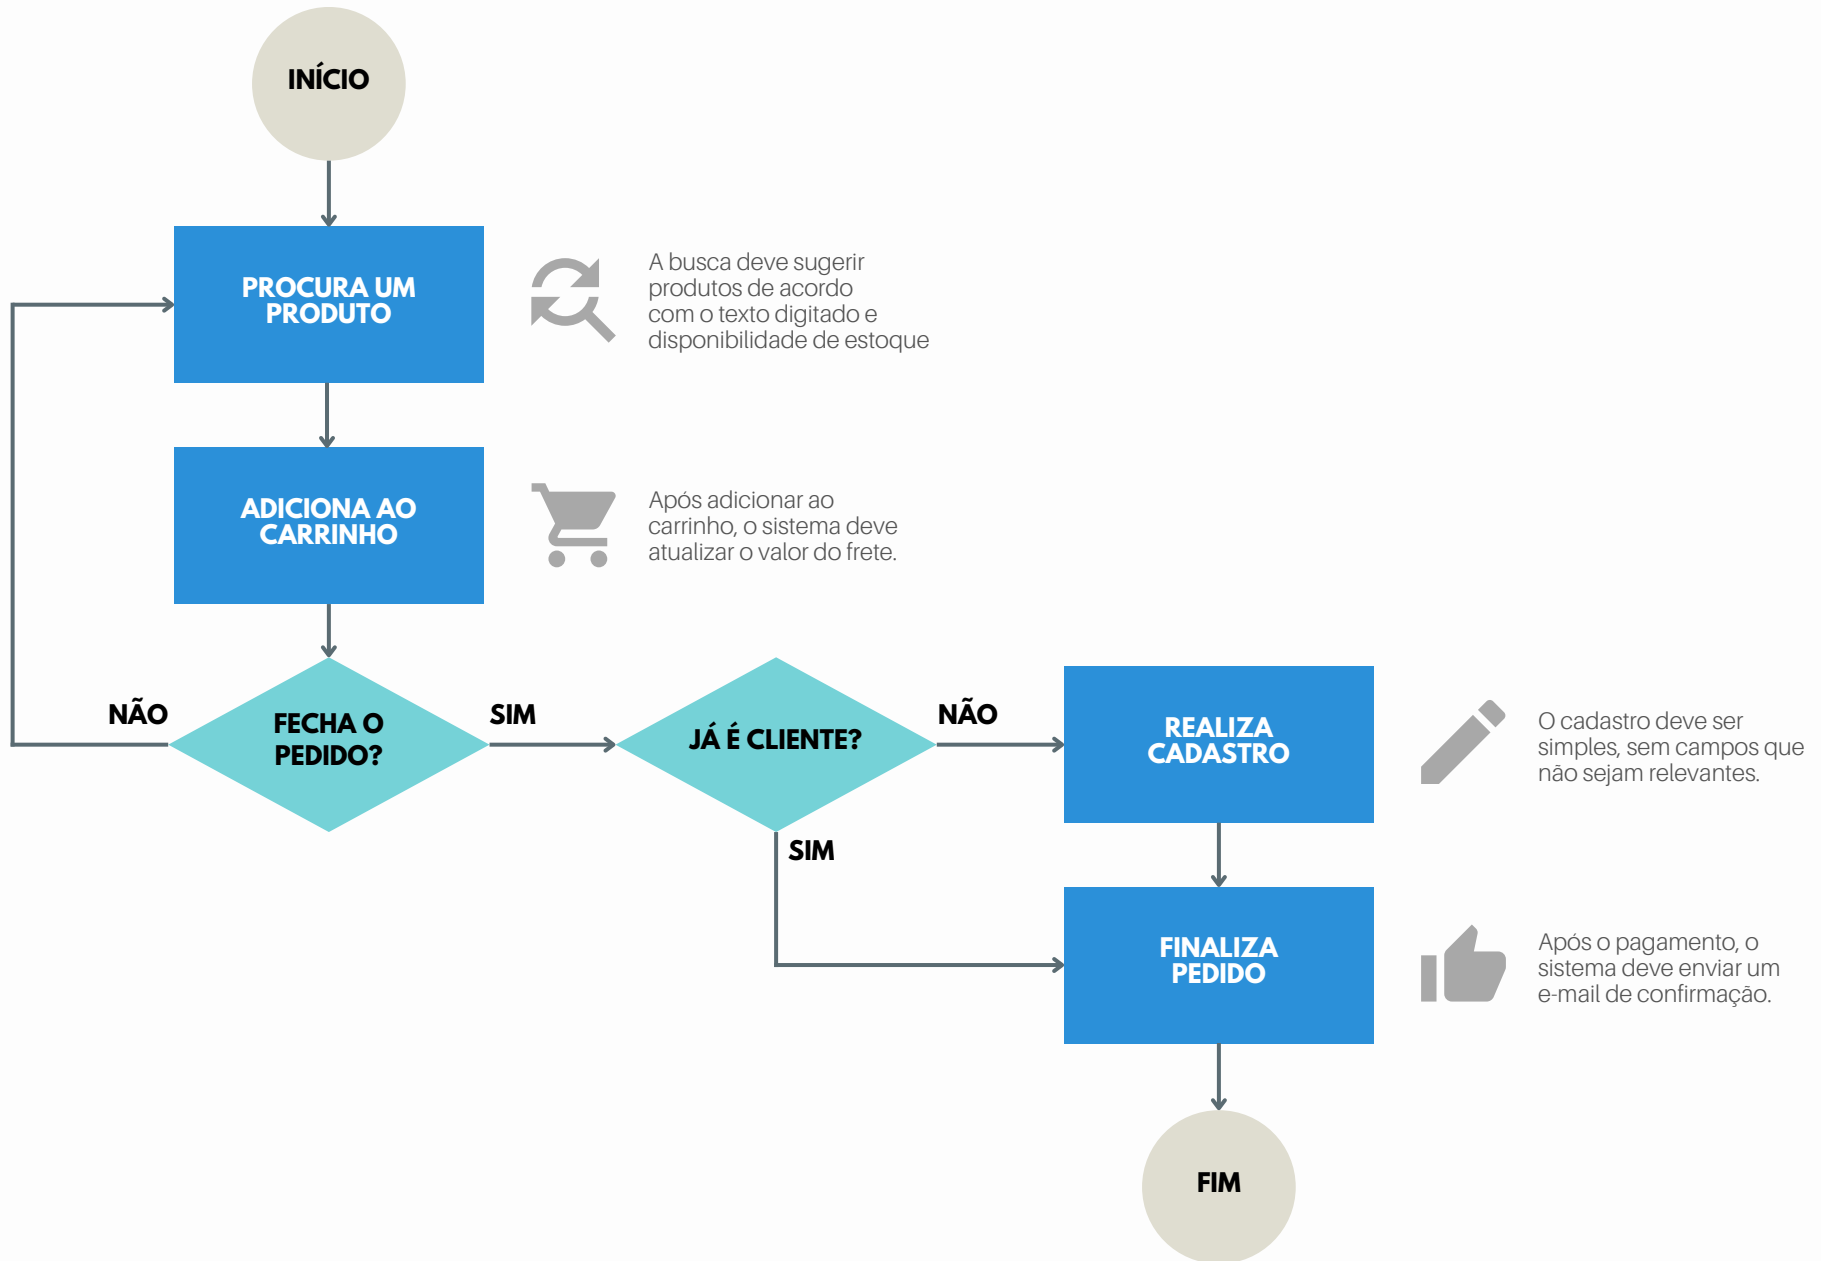 INÍCIO
PROCURA UM
PRODUTO
A busca deve sugerir
produtos de acordo
com o texto digitado e
disponibilidade de estoque
ADICIONA AO
CARRINHO
Após adicionar ao
carrinho, o sistema deve
atualizar o valor do frete.
NÃO
FECHA O
PEDIDO?
SIM
JÁ É CLIENTE?
NÃO
REALIZA
CADASTRO
O cadastro deve ser
simples, sem campos que
não sejam relevantes.
SIM
FINALIZA
PEDIDO
Após o pagamento, o
sistema deve enviar um
e-mail de confirmação.
FIM